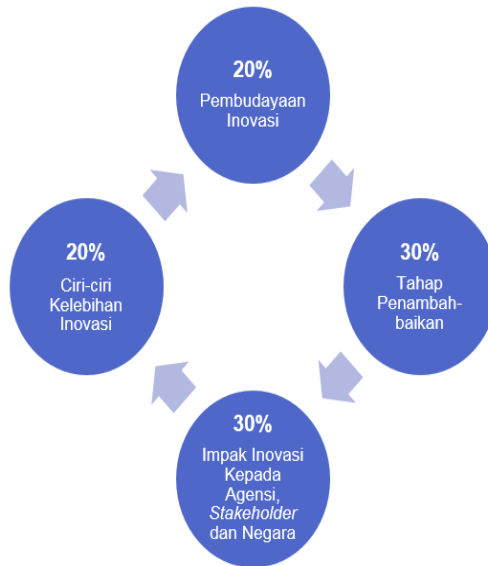 20%
Pembudayaan
Inovasi
30%
Tahap
Penambah-
baikan
30%
Impak Inovasi
Kepada
Agensi,
Stakeholder
dan Negara
20%
Ciri-ciri
Kelebihan
Inovasi